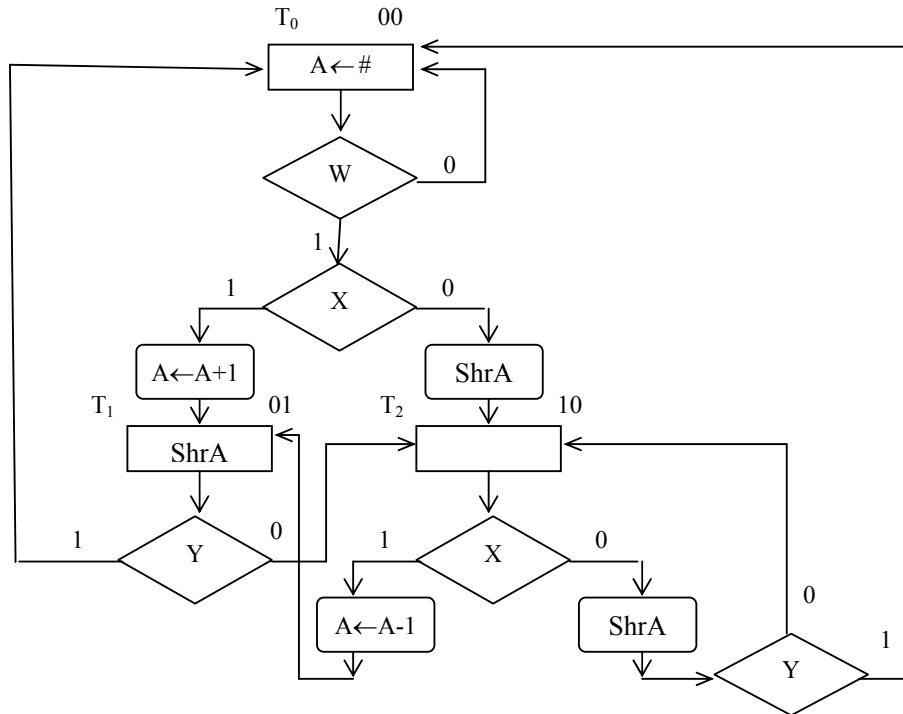 T₀ 00
A←#
W 0
1
1 X 0
A←A+1 ShrA
T₁ 01 T₂ 10
ShrA
1 Y 0 1 X 0
A←A-1 ShrA 0
Y 1